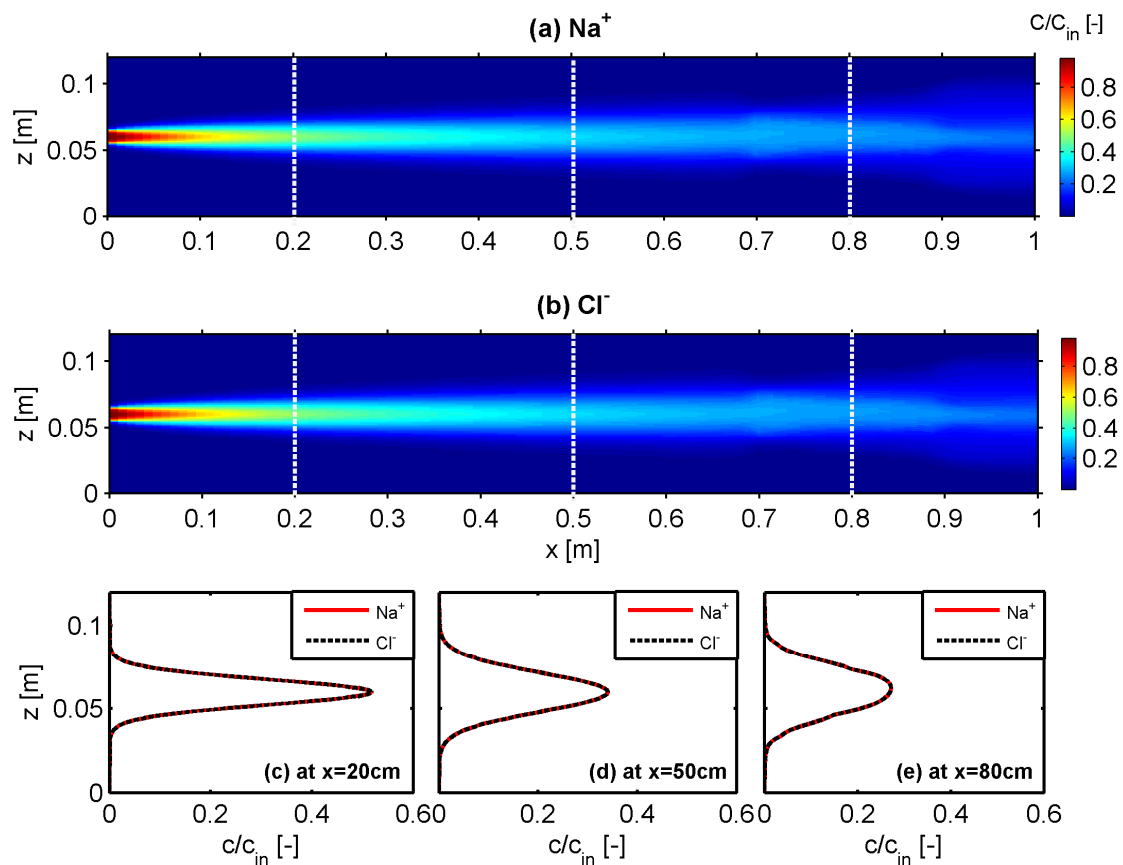 (a) Na+
C/C_in [-]
z [m]
0.1
0.05
0
0 0.1 0.2 0.3 0.4 0.5 0.6 0.7 0.8 0.9 1
0.8
0.6
0.4
0.2
(b) Cl-
z [m]
0.1
0.05
0
0 0.1 0.2 0.3 0.4 0.5 0.6 0.7 0.8 0.9 1
x [m]
0.8
0.6
0.4
0.2
z [m]
0.1
0.05
0
Na+
Cl-
(c) at x=20cm
0 0.2 0.4 0.6
c/c_in [-]
Na+
Cl-
(d) at x=50cm
0 0.2 0.4 0.6
c/c_in [-]
Na+
Cl-
(e) at x=80cm
0 0.2 0.4 0.6
c/c_in [-]